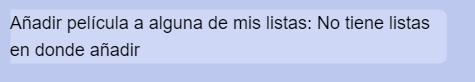 Añadir película a alguna de mis listas: No tiene listas
en donde añadir